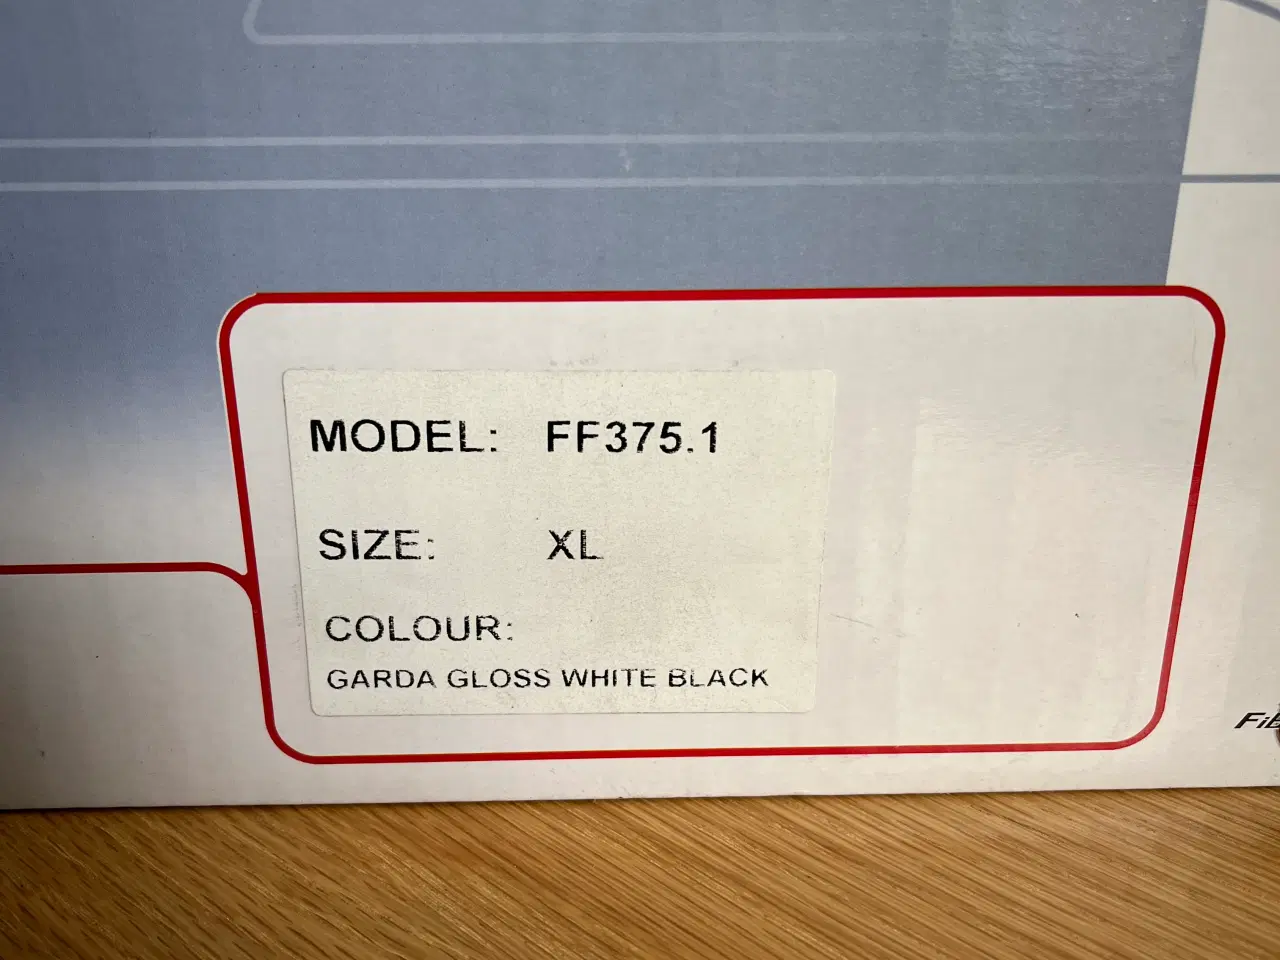 MODEL: FF375.1
SIZE: XL
COLOUR:
GARDA GLOSS WHITE BLACK